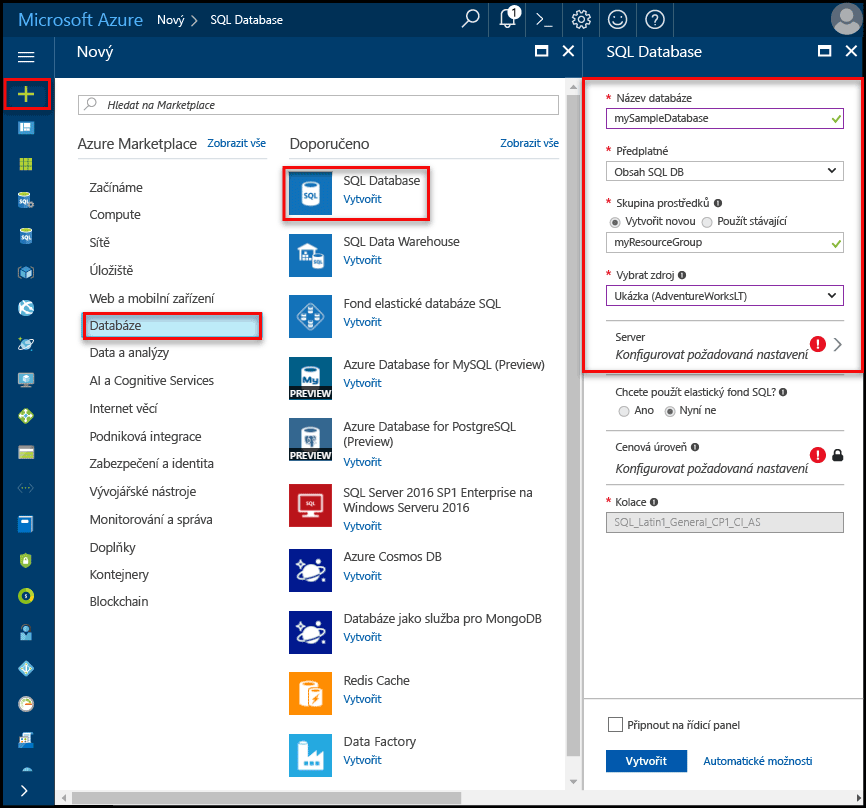 Microsoft Azure Nový > SQL Database
1
Nový
Hledat na Marketplace
Azure Marketplace Zobrazit vše
Začínáme
Compute
Sítě
Úložiště
Web a mobilní zařízení
Databáze
Data a analýzy
AI a Cognitive Services
Internet věcí
Podniková integrace
Zabezpečení a identita
Vývojářské nástroje
Monitorování a správa
Doplňky
Kontejnery
Blockchain
Doporučeno Zobrazit vše
SQL
SQL Database
Vytvořit
SQL Data Warehouse
Vytvořit
Fond elastické databáze SQL
Vytvořit
My
PREVIEW
Azure Database for MySQL (Preview)
Vytvořit
PREVIEW
Azure Database for PostgreSQL
(Preview)
Vytvořit
SQL
SQL Server 2016 SP1 Enterprise na
Windows Serveru 2016
Vytvořit
Azure Cosmos DB
Vytvořit
Databáze jako služba pro MongoDB
Vytvořit
Redis Cache
Vytvořit
Data Factory
Vytvořit
SQL Database
* Název databáze
mySampleDatabase
* Předplatné
Obsah SQL DB
* Skupina prostředků
Vytvořit novou Použít stávající
myResourceGroup
* Vybrat zdroj
Ukázka (AdventureWorksLT)
Server
Konfigurovat požadovaná nastavení
Chcete použít elastický fond SQL?
Ano Nyní ne
Cenová úroveň
Konfigurovat požadovaná nastavení
* Kolace
SQL_Latin1_General_CP1_CI_AS
Připnout na řídicí panel
Vytvořit Automatické možnosti